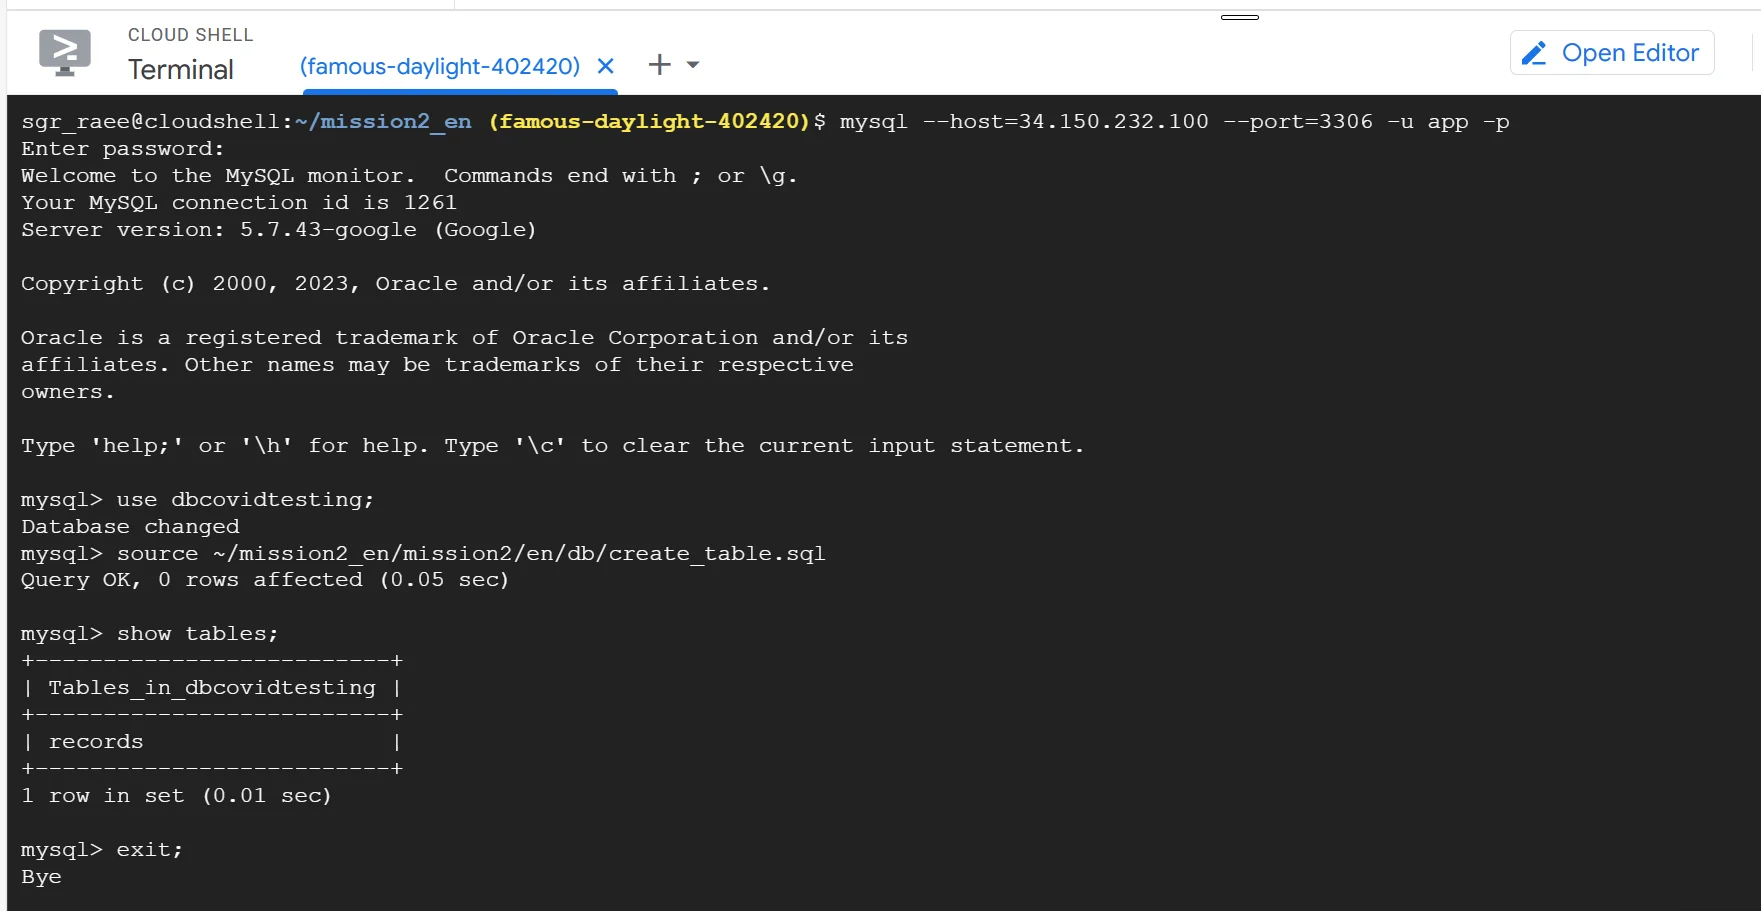 CLOUD SHELL
Terminal
(famous-daylight-402420)
Open Editor
sgr_raee@cloudshell:~/mission2_en (famous-daylight-402420)$ mysql --host=34.150.232.100 --port=3306 -u app -p
Enter password:
Welcome to the MySQL monitor.  Commands end with ; or \g.
Your MySQL connection id is 1261
Server version: 5.7.43-google (Google)
Copyright (c) 2000, 2023, Oracle and/or its affiliates.
Oracle is a registered trademark of Oracle Corporation and/or its
affiliates. Other names may be trademarks of their respective
owners.
Type 'help;' or '\h' for help. Type '\c' to clear the current input statement.
mysql> use dbcovidtesting;
Database changed
mysql> source ~/mission2_en/mission2/en/db/create_table.sql
Query OK, 0 rows affected (0.05 sec)
mysql> show tables;
+--------------------------+
| Tables_in_dbcovidtesting |
+--------------------------+
| records                  |
+--------------------------+
1 row in set (0.01 sec)
mysql> exit;
Bye